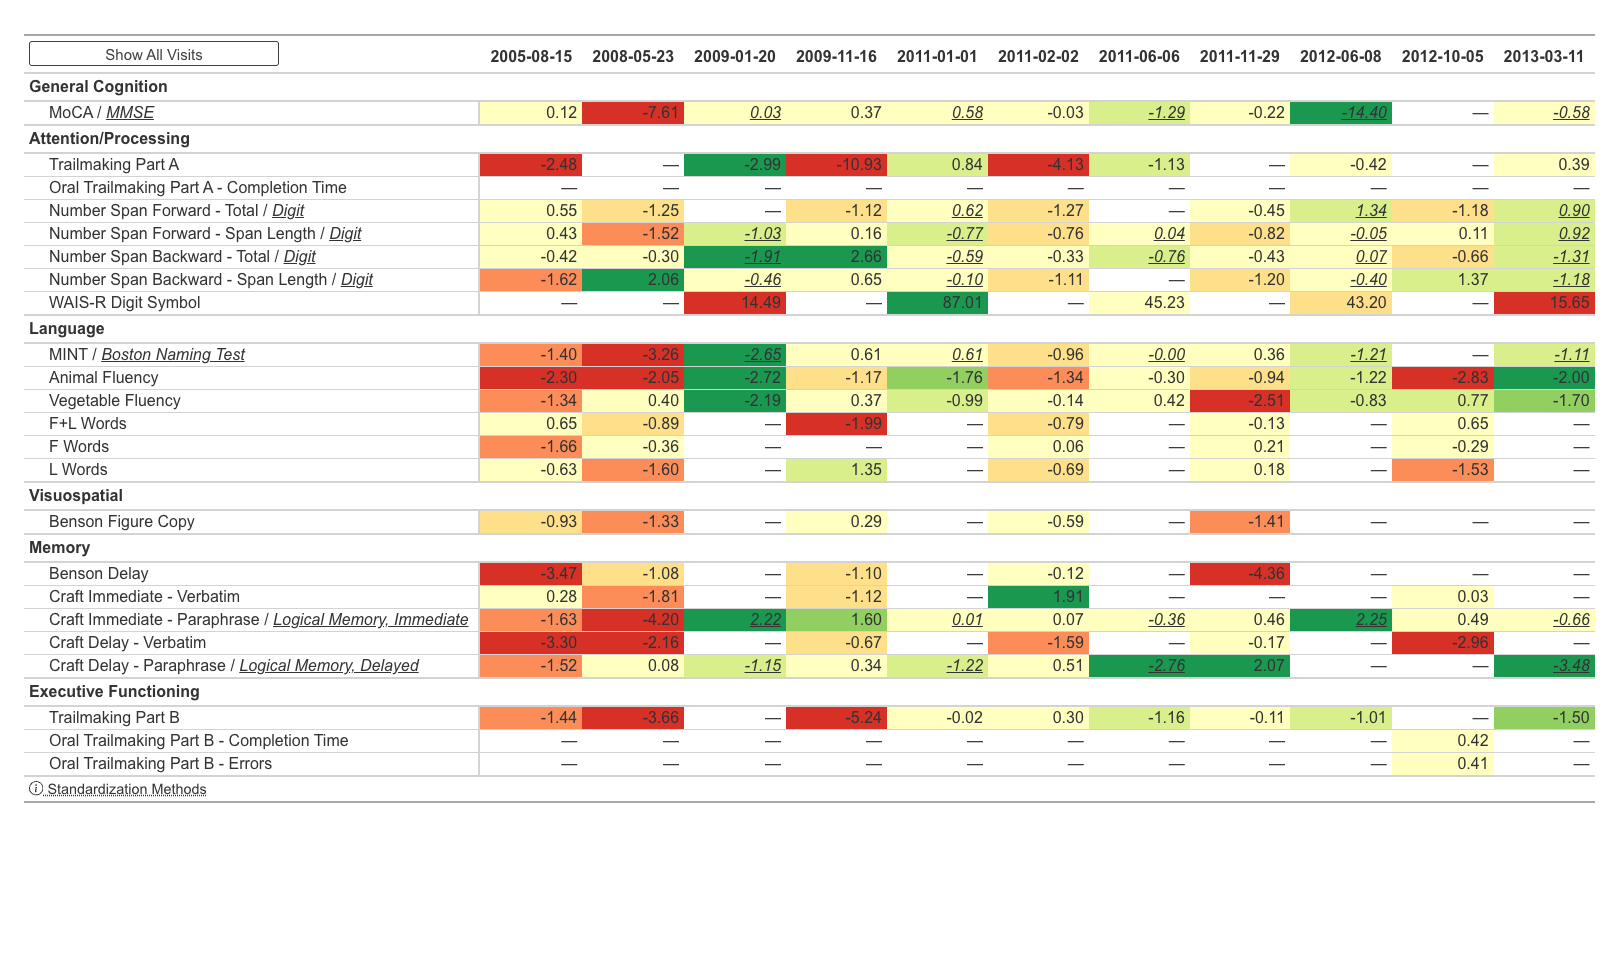 Show All Visits 2005-08-15 2008-05-23 2009-01-20 2009-11-16 2011-01-01 2011-02-02 2011-06-06 2011-11-29 2012-06-08 2012-10-05 2013-03-11
General Cognition
MoCA / MMSE 0.12 -7.61 0.03 0.37 0.58 -0.03 -1.29 -0.22 -14.40 — -0.58
Attention/Processing
Trailmaking Part A -2.48 — -2.99 -10.93 0.84 -4.13 -1.13 — -0.42 — 0.39
Oral Trailmaking Part A - Completion Time — — — — — — — — — — —
Number Span Forward - Total / Digit 0.55 -1.25 — -1.12 0.62 -1.27 — -0.45 1.34 -1.18 0.90
Number Span Forward - Span Length / Digit 0.43 -1.52 -1.03 0.16 -0.77 -0.76 0.04 -0.82 -0.05 0.11 0.92
Number Span Backward - Total / Digit -0.42 -0.30 -1.91 2.66 -0.59 -0.33 -0.76 -0.43 0.07 -0.66 -1.31
Number Span Backward - Span Length / Digit -1.62 2.06 -0.46 0.65 -0.10 -1.11 — -1.20 -0.40 1.37 -1.18
WAIS-R Digit Symbol — — 14.49 — 87.01 — 45.23 — 43.20 — 15.65
Language
MINT / Boston Naming Test -1.40 -3.26 -2.65 0.61 0.61 -0.96 -0.00 0.36 -1.21 — -1.11
Animal Fluency -2.30 -2.05 -2.72 -1.17 -1.76 -1.34 -0.30 -0.94 -1.22 -2.83 -2.00
Vegetable Fluency -1.34 0.40 -2.19 0.37 -0.99 -0.14 0.42 -2.51 -0.83 0.77 -1.70
F+L Words 0.65 -0.89 — -1.99 — -0.79 — -0.13 — 0.65 —
F Words -1.66 -0.36 — — — 0.06 — 0.21 — -0.29 —
L Words -0.63 -1.60 — 1.35 — -0.69 — 0.18 — -1.53 —
Visuospatial
Benson Figure Copy -0.93 -1.33 — 0.29 — -0.59 — -1.41 — — —
Memory
Benson Delay -3.47 -1.08 — -1.10 — -0.12 — -4.36 — — —
Craft Immediate - Verbatim 0.28 -1.81 — -1.12 — 1.91 — — — 0.03 —
Craft Immediate - Paraphrase / Logical Memory, Immediate -1.63 -4.20 2.22 1.60 0.01 0.07 -0.36 0.46 2.25 0.49 -0.66
Craft Delay - Verbatim -3.30 -2.16 — -0.67 — -1.59 — -0.17 — -2.96 —
Craft Delay - Paraphrase / Logical Memory, Delayed -1.52 0.08 -1.15 0.34 -1.22 0.51 -2.76 2.07 — — -3.48
Executive Functioning
Trailmaking Part B -1.44 -3.66 — -5.24 -0.02 0.30 -1.16 -0.11 -1.01 — -1.50
Oral Trailmaking Part B - Completion Time — — — — — — — — — 0.42 —
Oral Trailmaking Part B - Errors — — — — — — — — — 0.41 —
ⓘ Standardization Methods